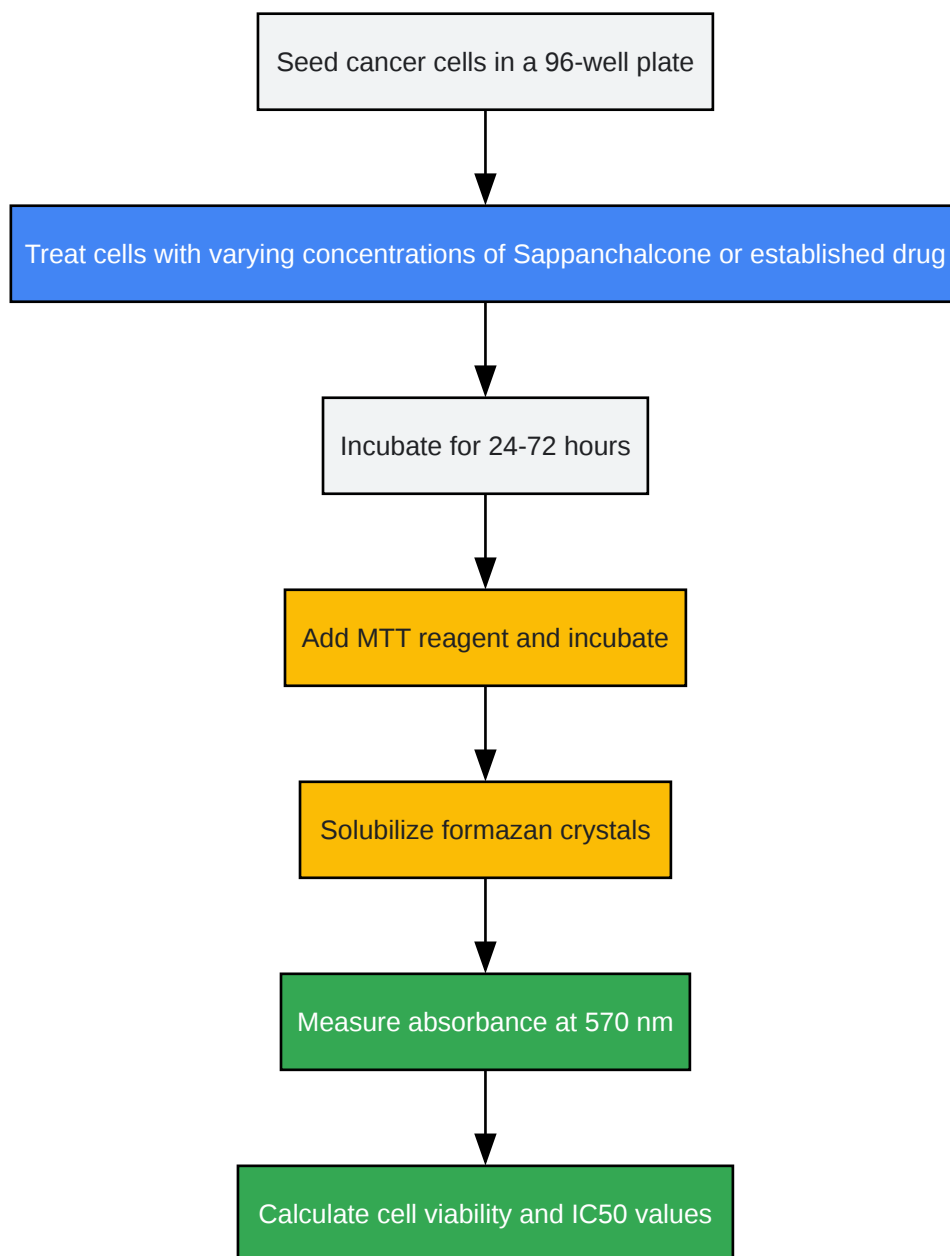 Seed cancer cells in a 96-well plate
Treat cells with varying concentrations of Sappanchalcone or established drug
Incubate for 24-72 hours
Add MTT reagent and incubate
Solubilize formazan crystals
Measure absorbance at 570 nm
Calculate cell viability and IC50 values